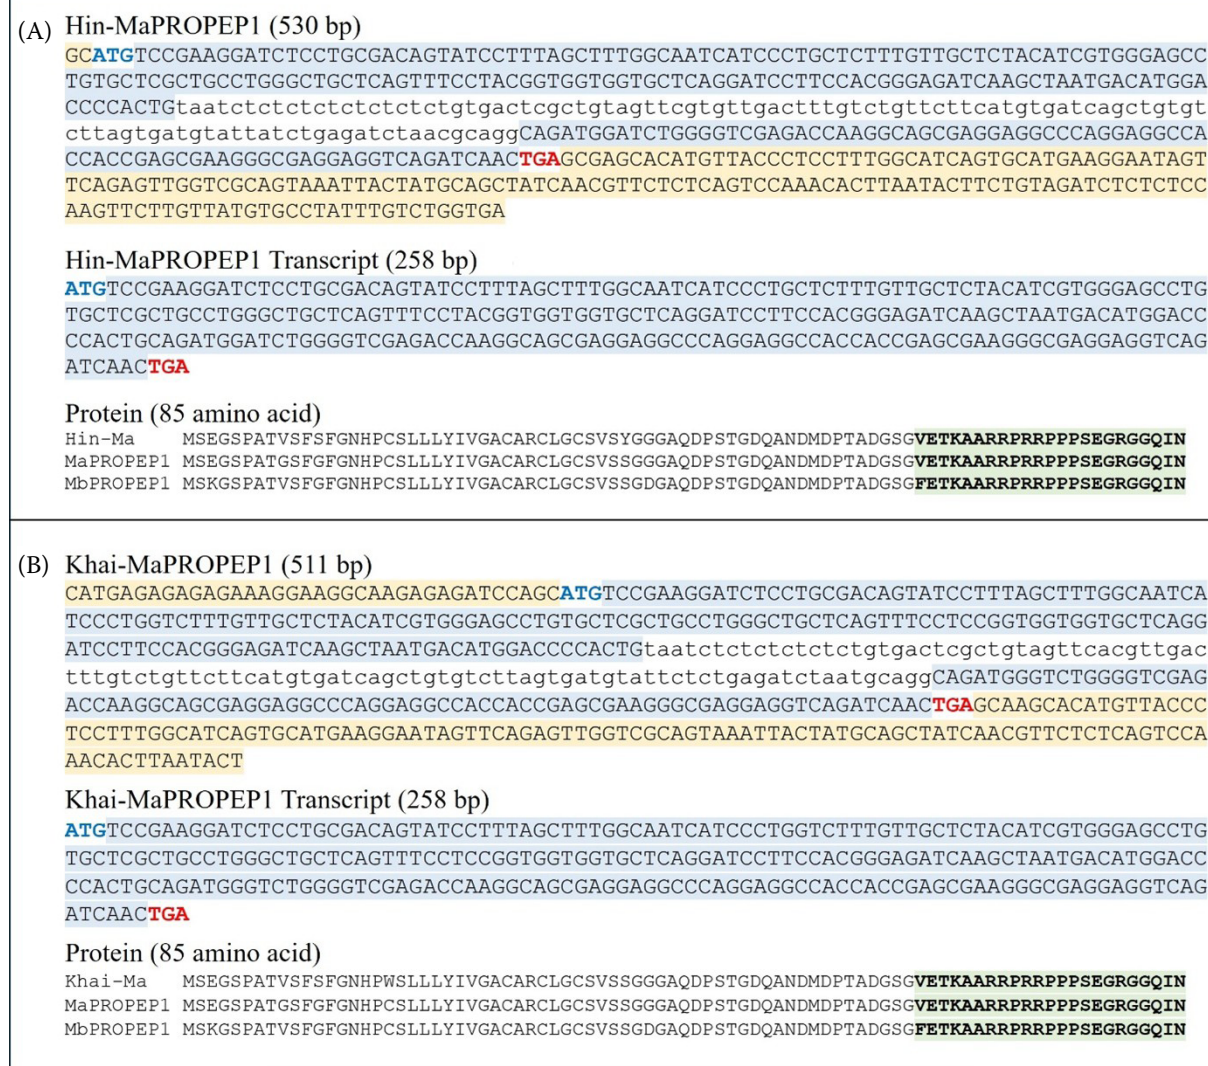 (A) Hin-MaPROPEP1 (530 bp)
GCATGTCCGAAGGATCTCCTGCGACAGTATCCTTTAGCTTTGGCAATCATCCCTGCTCTTTGTTGCTCTACATCGTGGGAGCC
TGTGCTCGCTGCCTGGGCTGCTCAGTTTCCTACGGTGGTGGTGCTCAGGATCCTTCCACGGGAGATCAAGCTAATGACATGGA
CCCCACTGtaatctctctctctctctctgtgactcgctgtagttcgtgttgactttgtctgttcttcatgtgatcagctgtgt
cttagtgatgtattatctgagatctaacgcaggCAGATGGATCTGGGGTCGAGACCAAGGCAGCGAGGAGGCCCAGGAGGCCA
CCACCGAGCGAAGGGCGAGGAGGTCAGATCAACTGAGCGAGCACATGTTACCCTCCTTTGGCATCAGTGCATGAAGGAATAGT
TCAGAGTTGGTCGCAGTAAATTACTATGCAGCTATCAACGTTCTCTCAGTCCAAACACTTAATACTTCTGTAGATCTCTCTCC
AAGTTCTTGTTATGTGCCTATTTGTCTGGTGA
Hin-MaPROPEP1 Transcript (258 bp)
ATGTCCGAAGGATCTCCTGCGACAGTATCCTTTAGCTTTGGCAATCATCCCTGCTCTTTGTTGCTCTACATCGTGGGAGCCTG
TGCTCGCTGCCTGGGCTGCTCAGTTTCCTACGGTGGTGGTGCTCAGGATCCTTCCACGGGAGATCAAGCTAATGACATGGACC
CCACTGCAGATGGATCTGGGGTCGAGACCAAGGCAGCGAGGAGGCCCAGGAGGCCACCACCGAGCGAAGGGCGAGGAGGTCAG
ATCAACTGA
Protein (85 amino acid)
Hin-Ma MSEGSPATVSFSFGNHPCSLLLYIVGACARCLGCSVSYGGGAQDPSTGDQANDMDPTADGSGVETKAARRPRRPPPSEGRGGQIN
MaPROPEP1 MSEGSPATGSFGFGNHPCSLLLYIVGACARCLGCSVSSGGGAQDPSTGDQANDMDPTADGSGVETKAARRPRRPPPSEGRGGQIN
MbPROPEP1 MSKGSPATVSFGFGNHPCSLLLYIVGACARCLGCSVSSGDGAQDPSTGDQANDMDPTADGSGFETKAARRPRRPPPSEGRGGQIN
(B) Khai-MaPROPEP1 (511 bp)
CATGAGAGAGAGAAAGGAAGGCAAGAGAGATCCAGCATGTCCGAAGGATCTCCTGCGACAGTATCCTTTAGCTTTGGCAATCA
TCCCTGGTCTTTGTTGCTCTACATCGTGGGAGCCTGTGCTCGCTGCCTGGGCTGCTCAGTTTCCTCCGGTGGTGGTGCTCAGG
ATCCTTCCACGGGAGATCAAGCTAATGACATGGACCCCACTGtaatctctctctctctgtgactcgctgtagttcacgttgac
tttgtctgttcttcatgtgatcagctgtgtcttagtgatgtattctctgagatctaatgcaggCAGATGGGTCTGGGGTCGAG
ACCAAGGCAGCGAGGAGGCCCAGGAGGCCACCACCGAGCGAAGGGCGAGGAGGTCAGATCAACTGAGCAAGCACATGTTACCC
TCCTTTGGCATCAGTGCATGAAGGAATAGTTCAGAGTTGGTCGCAGTAAATTACTATGCAGCTATCAACGTTCTCTCAGTCCA
AACACTTAATACT
Khai-MaPROPEP1 Transcript (258 bp)
ATGTCCGAAGGATCTCCTGCGACAGTATCCTTTAGCTTTGGCAATCATCCCTGGTCTTTGTTGCTCTACATCGTGGGAGCCTG
TGCTCGCTGCCTGGGCTGCTCAGTTTCCTCCGGTGGTGGTGCTCAGGATCCTTCCACGGGAGATCAAGCTAATGACATGGACC
CCACTGCAGATGGGTCTGGGGTCGAGACCAAGGCAGCGAGGAGGCCCAGGAGGCCACCACCGAGCGAAGGGCGAGGAGGTCAG
ATCAACTGA
Protein (85 amino acid)
Khai-Ma MSEGSPATVSFSFGNHPWSLLLYIVGACARCLGCSVSSGGGAQDPSTGDQANDMDPTADGSGVETKAARRPRRPPPSEGRGGQIN
MaPROPEP1 MSEGSPATGSFGFGNHPCSLLLYIVGACARCLGCSVSSGGGAQDPSTGDQANDMDPTADGSGVETKAARRPRRPPPSEGRGGQIN
MbPROPEP1 MSKGSPATVSFGFGNHPCSLLLYIVGACARCLGCSVSSGDGAQDPSTGDQANDMDPTADGSGFETKAARRPRRPPPSEGRGGQIN